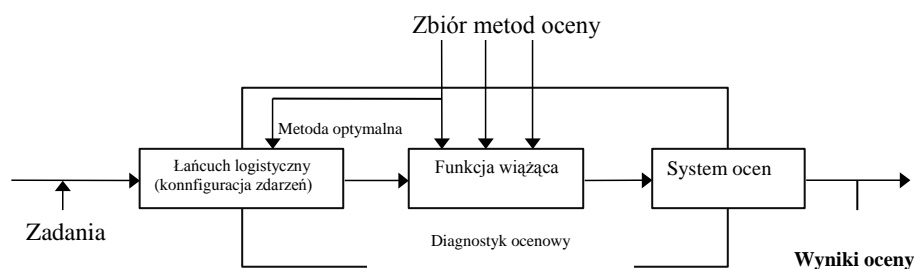 Zbiór metod oceny
Metoda optymalna
Łańcuch logistyczny
(konnfiguracja zdarzeń)
Funkcja wiążąca
System ocen
Zadania
Diagnostyk ocenowy
Wyniki oceny